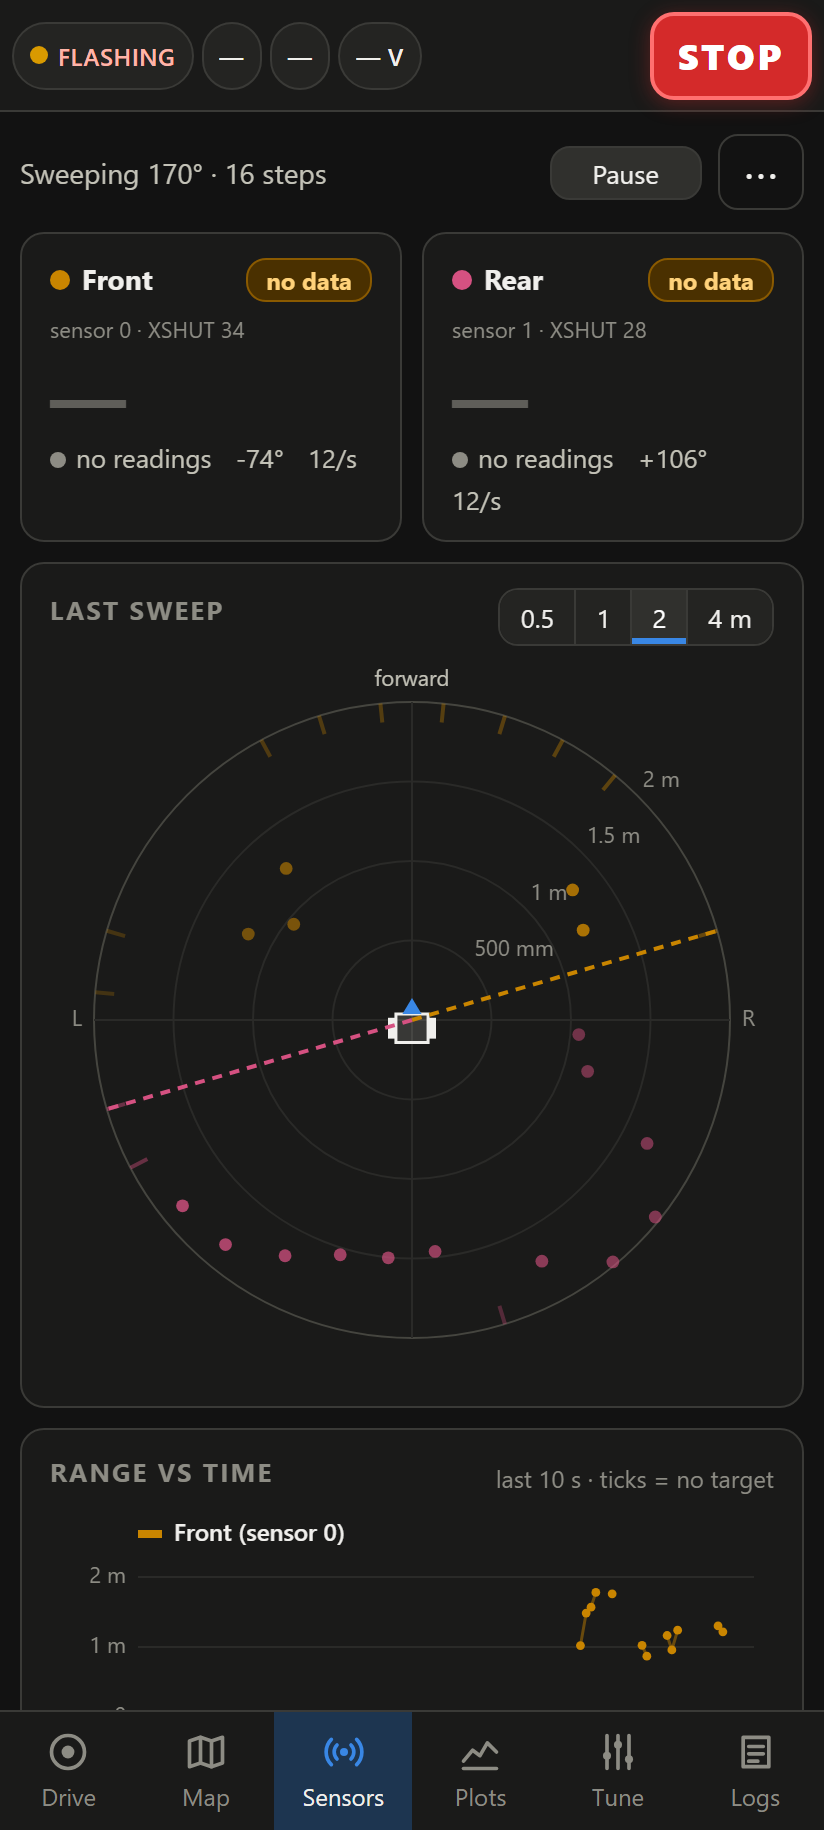 FLASHING — — — V STOP
Sweeping 170° · 16 steps Pause ...
Front no data
sensor 0 · XSHUT 34
—
no readings -74° 12/s
Rear no data
sensor 1 · XSHUT 28
—
no readings +106°
12/s
LAST SWEEP 0.5 1 2 4 m
forward
2 m
1.5 m
1 m
500 mm
L R
RANGE VS TIME last 10 s · ticks = no target
Front (sensor 0)
2 m
1 m
Drive Map Sensors Plots Tune Logs